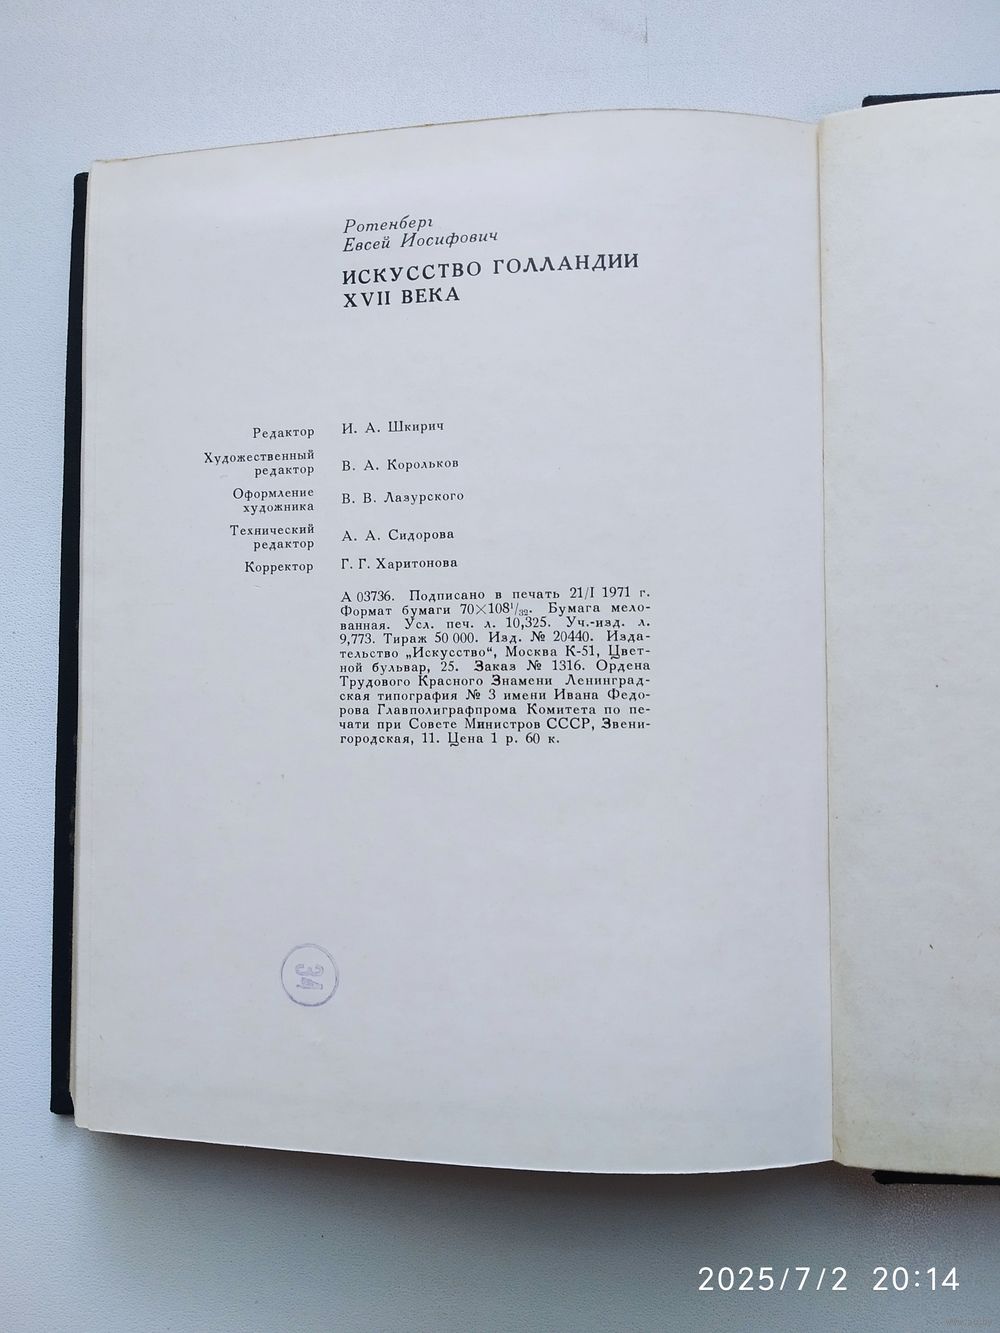 Ротенберг
Евсей Иосифович
ИСКУССТВО ГОЛЛАНДИИ
XVII ВЕКА
Редактор И. А. Шкирич
Художественный
редактор В. А. Корольков
Оформление
художника В. В. Лазурского
Технический
редактор А. А. Сидорова
Корректор Г. Г. Харитонова
А 03736. Подписано в печать 21/I 1971 г.
Формат бумаги 70×108¹/₃₂. Бумага мело-
ванная. Усл. печ. л. 10,325. Уч.-изд. л.
9,773. Тираж 50 000. Изд. № 20440. Изда-
тельство „Искусство“, Москва К-51, Цвет-
ной бульвар, 25. Заказ № 1316. Ордена
Трудового Красного Знамени Ленинград-
ская типография № 3 имени Ивана Федо-
рова Главполиграфпрома Комитета по пе-
чати при Совете Министров СССР, Звени-
городская, 11. Цена 1 р. 60 к.
2025/7/2 20:14